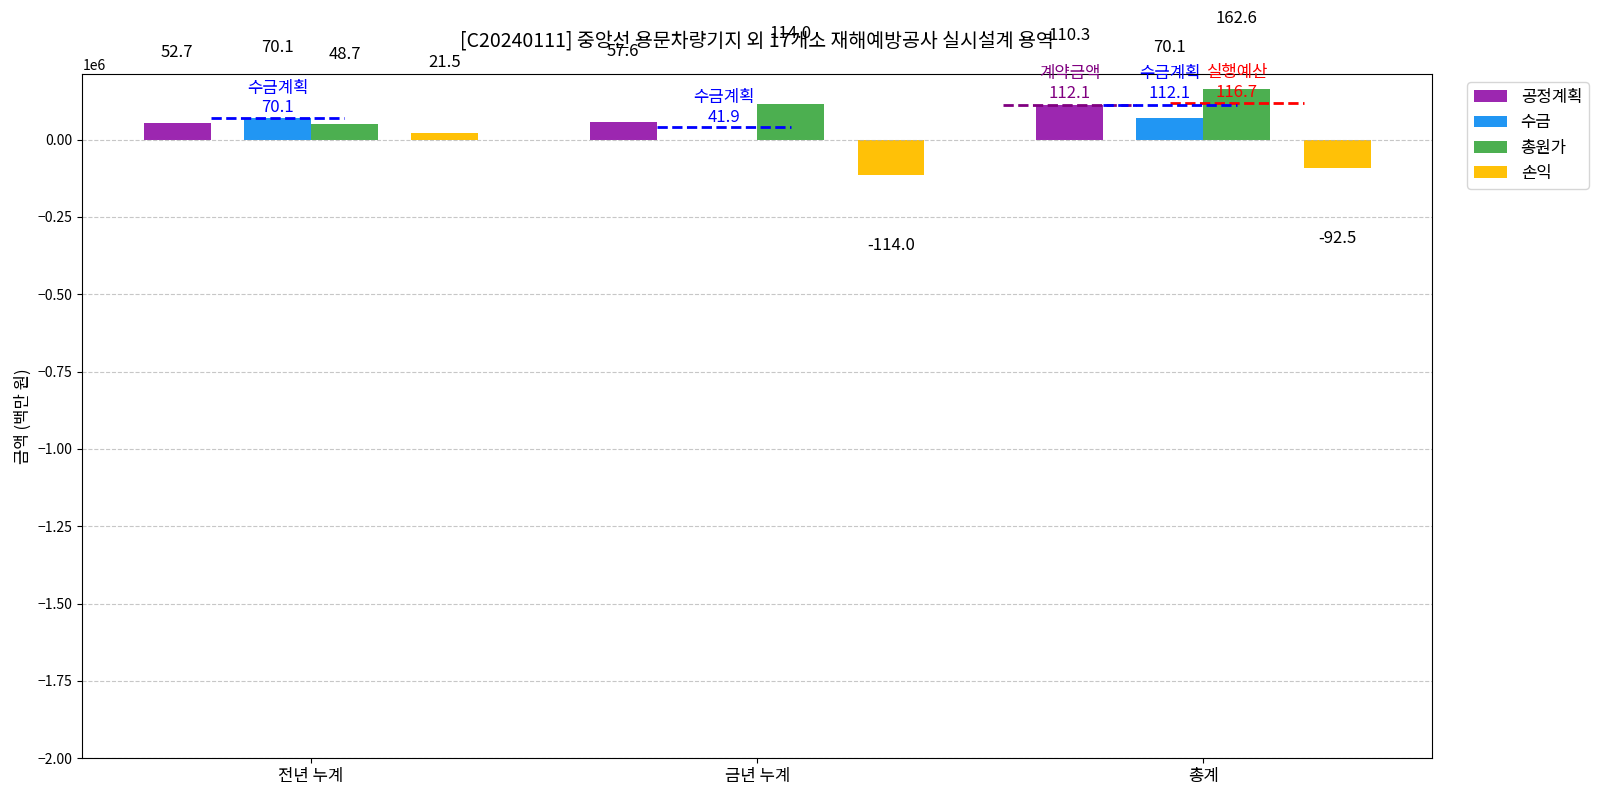 [C20240111] 중앙선 용문차량기지 외 17개소 재해예방공사 실시설계 용역
162.6
110.3
114.0
57.6
52.7
70.1
48.7
21.5
70.1
1e6
수금계획
70.1
수금계획
41.9
계약금액
112.1
수금계획
112.1
실행예산
116.7
공정계획
수금
총원가
손익
-114.0
-92.5
0.00
−0.25
−0.50
−0.75
−1.00
−1.25
−1.50
−1.75
−2.00
금액 (백만 원)
전년 누계
금년 누계
총계